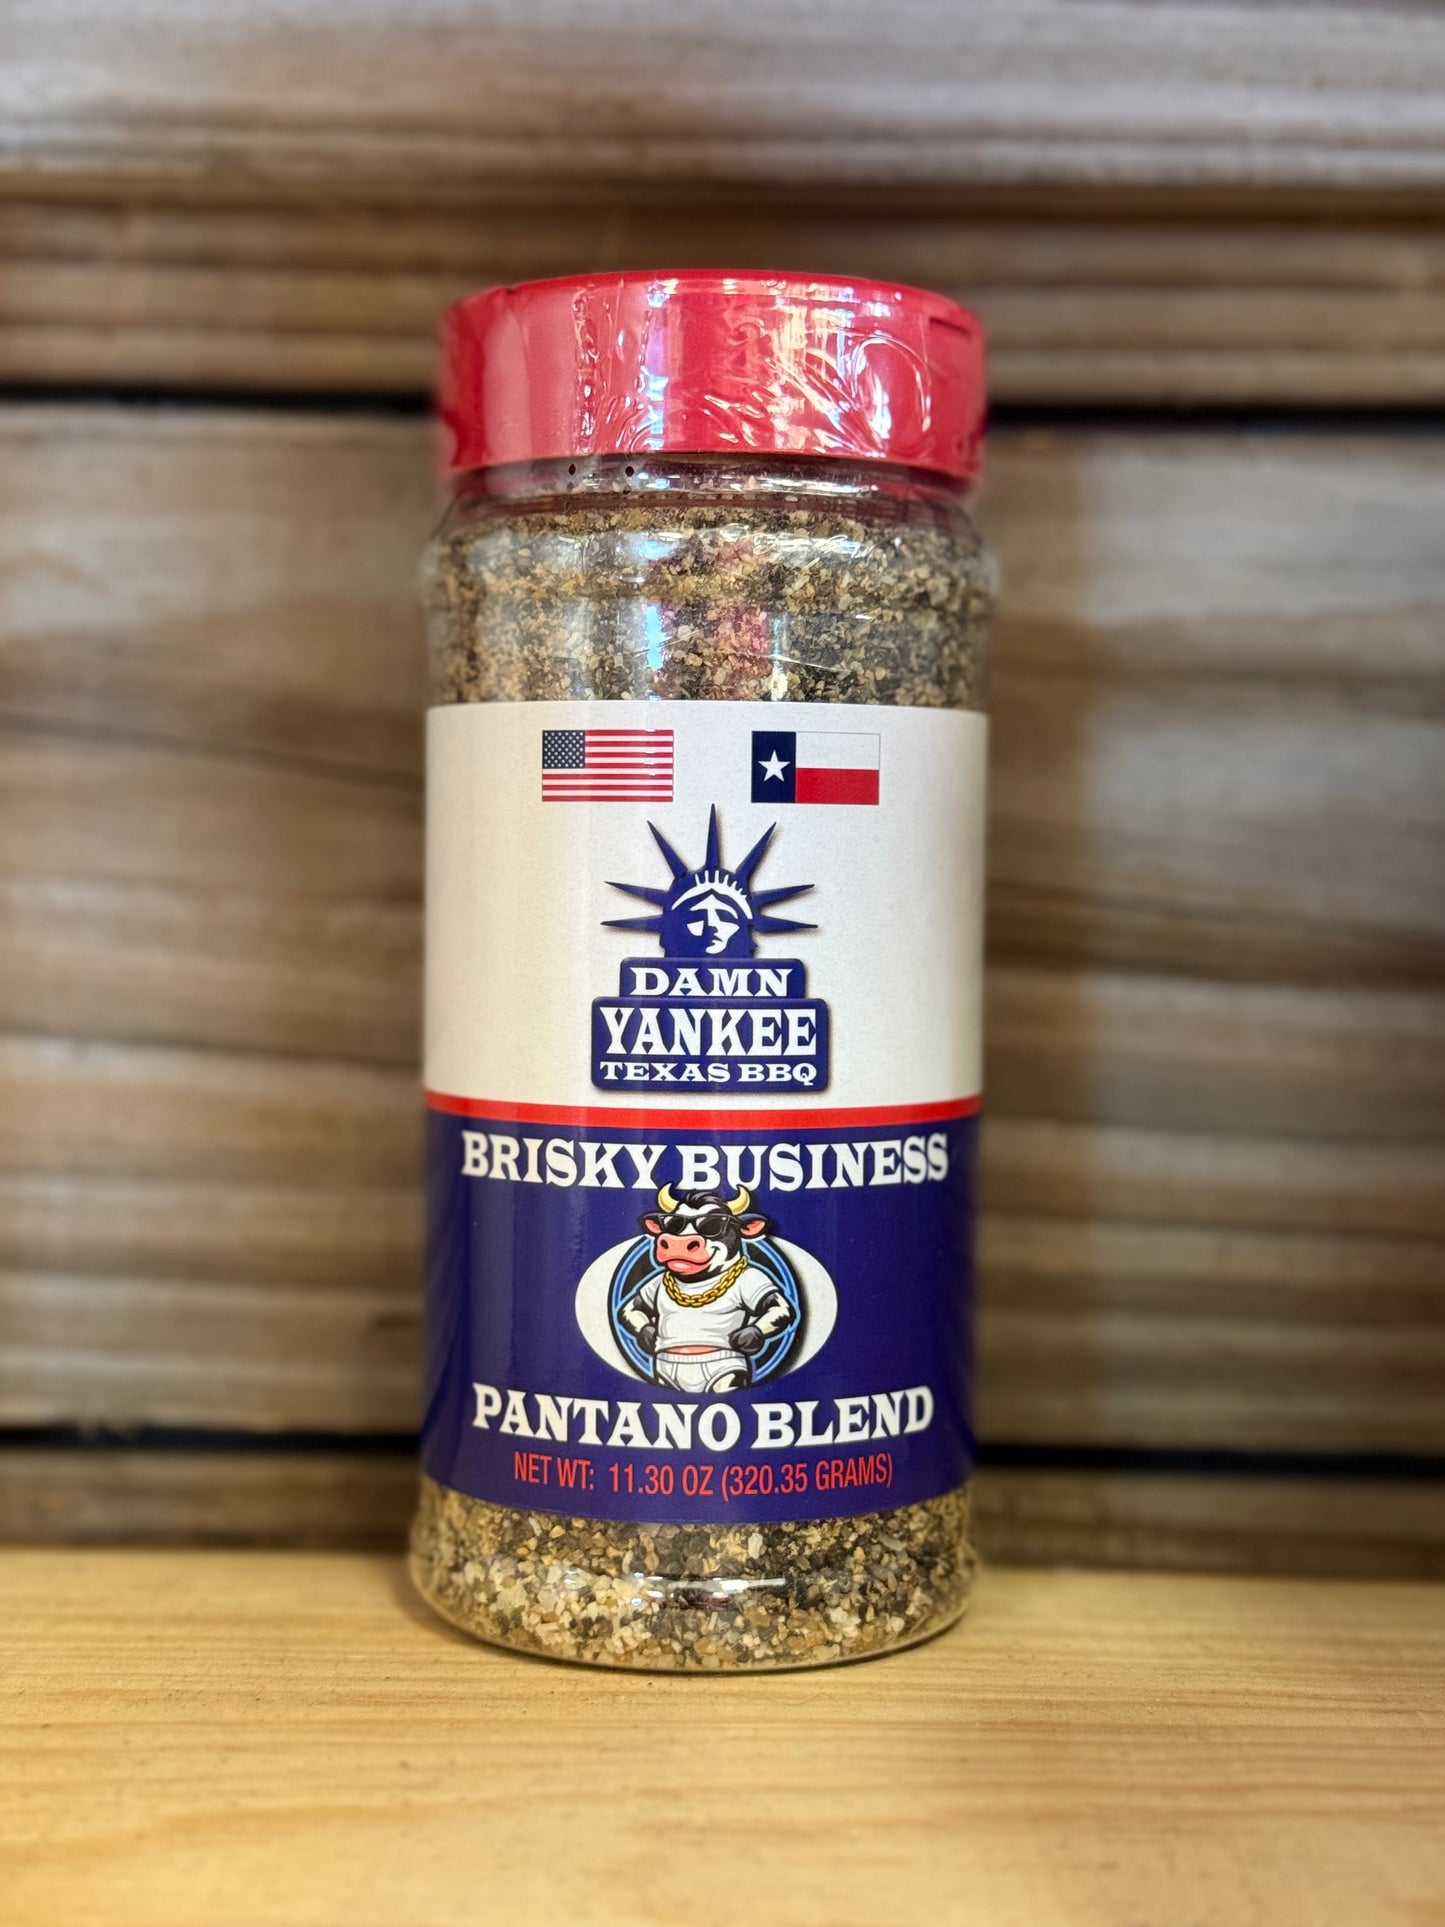 DAMN
YANKEE
TEXAS BBQ
BRISKY BUSINESS
PANTANO BLEND
NET WT: 11.30 OZ (320.35 GRAMS)